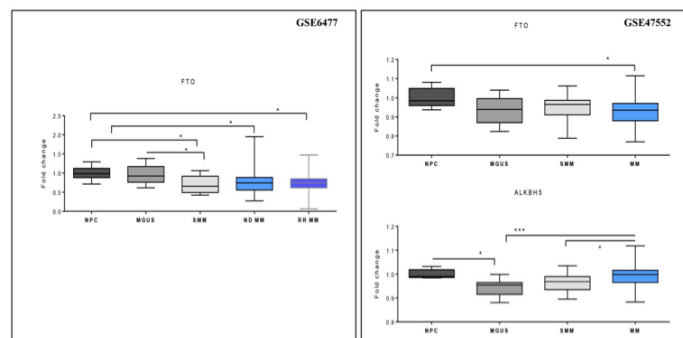 GSE6477
FTO
*
*
*
*
Fold change
2.5
2.0
1.5
1.0
0.5
0.0
NPC MGUS SMM ND MM RR MM
GSE47552
FTO
*
Fold change
1.2
1.1
1.0
0.9
0.8
0.7
NPC MGUS SMM MM
ALKBH5
***
*
*
Fold change
1.2
1.1
1.0
0.9
0.8
NPC MGUS SMM MM